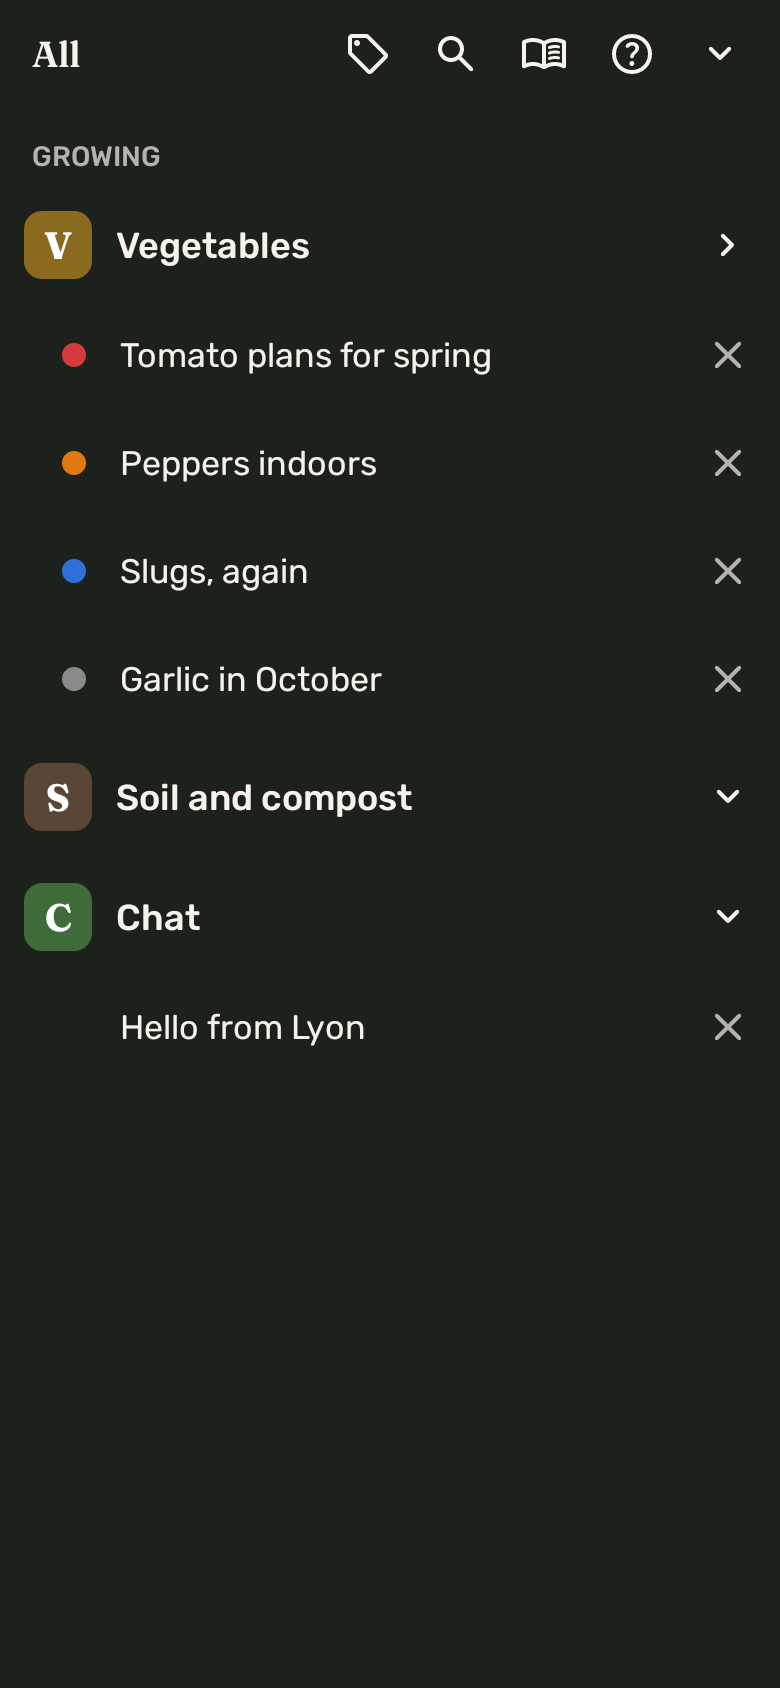 All
GROWING
V Vegetables
Tomato plans for spring
Peppers indoors
Slugs, again
Garlic in October
S Soil and compost
C Chat
Hello from Lyon